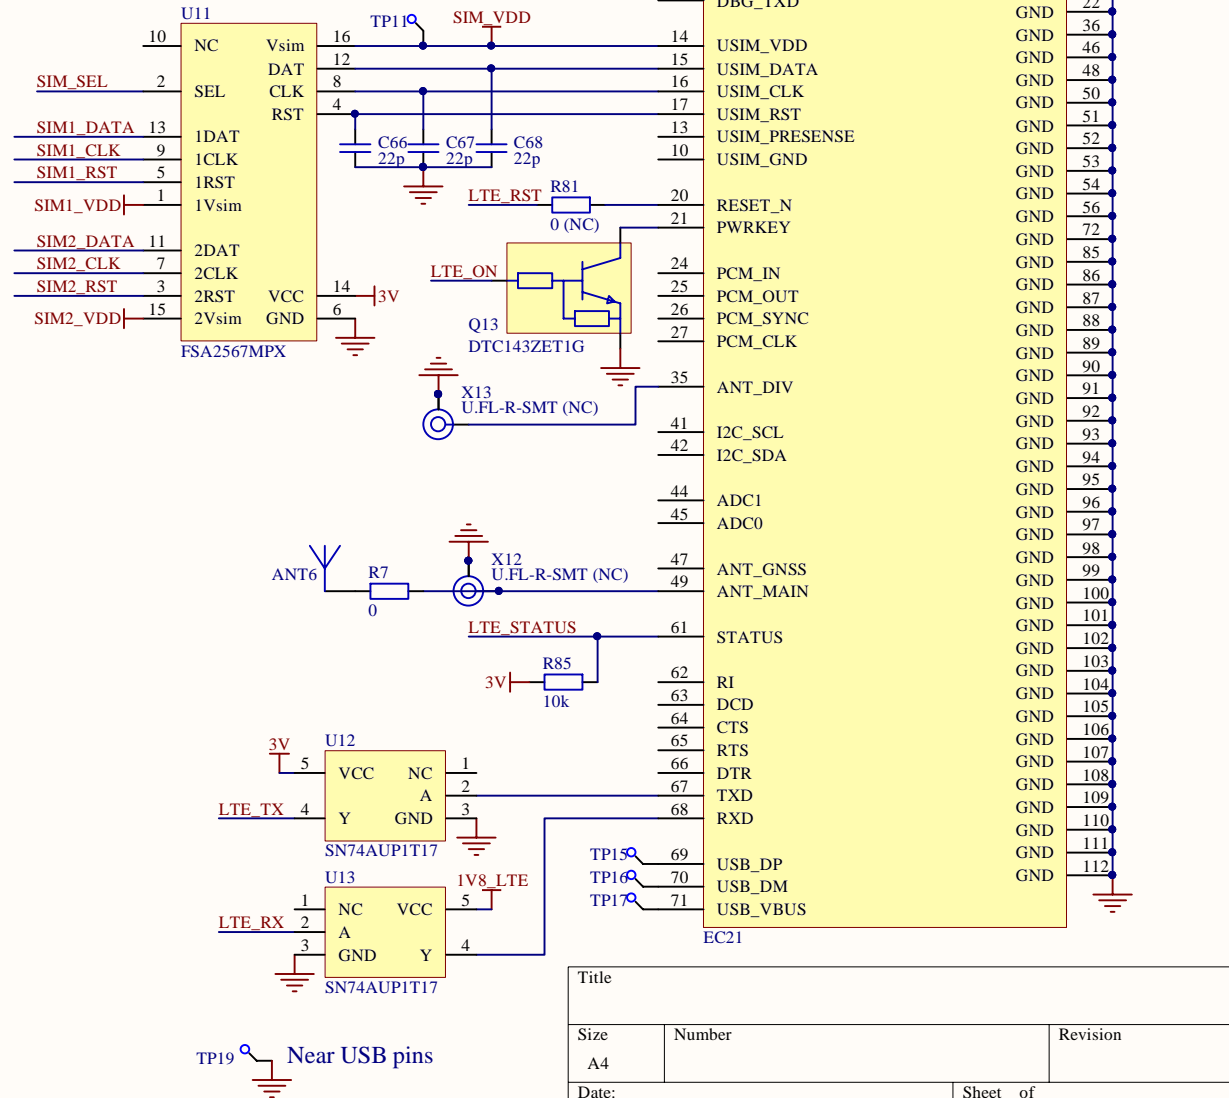 DBG_TXD
GND 22
GND 36
GND 46
GND 48
GND 50
GND 51
GND 52
GND 53
GND 54
GND 56
GND 72
GND 85
GND 86
GND 87
GND 88
GND 89
GND 90
GND 91
GND 92
GND 93
GND 94
GND 95
GND 96
GND 97
GND 98
GND 99
GND 100
GND 101
GND 102
GND 103
GND 104
GND 105
GND 106
GND 107
GND 108
GND 109
GND 110
GND 111
GND 112
U11
TP11
SIM_VDD
10 NC Vsim 16
DAT 12
SIM_SEL 2 SEL CLK 8
RST 4
SIM1_DATA 13 1DAT
SIM1_CLK 9 1CLK
SIM1_RST 5 1RST
SIM1_VDD 1 1Vsim
SIM2_DATA 11 2DAT
SIM2_CLK 7 2CLK
SIM2_RST 3 2RST VCC 14 3V
SIM2_VDD 15 2Vsim GND 6
FSA2567MPX
C66 C67 C68
22p 22p 22p
14 USIM_VDD
15 USIM_DATA
16 USIM_CLK
17 USIM_RST
13 USIM_PRESENSE
10 USIM_GND
LTE_RST R81 20 RESET_N
0 (NC)
21 PWRKEY
LTE_ON
Q13
DTC143ZET1G
24 PCM_IN
25 PCM_OUT
26 PCM_SYNC
27 PCM_CLK
X13
U.FL-R-SMT (NC)
35 ANT_DIV
41 I2C_SCL
42 I2C_SDA
44 ADC1
45 ADC0
47 ANT_GNSS
49 ANT_MAIN
ANT6 R7
0
X12
U.FL-R-SMT (NC)
LTE_STATUS 61 STATUS
3V R85
10k
62 RI
63 DCD
64 CTS
65 RTS
66 DTR
67 TXD
68 RXD
U12
3V 5 VCC NC 1
A 2
LTE_TX 4 Y GND 3
SN74AUP1T17
U13
1V8_LTE
1 NC VCC 5
LTE_RX 2 A
3 GND Y 4
SN74AUP1T17
TP15 69 USB_DP
TP16 70 USB_DM
TP17 71 USB_VBUS
EC21
TP19 Near USB pins
Title
Size Number Revision
A4
Date: Sheet of